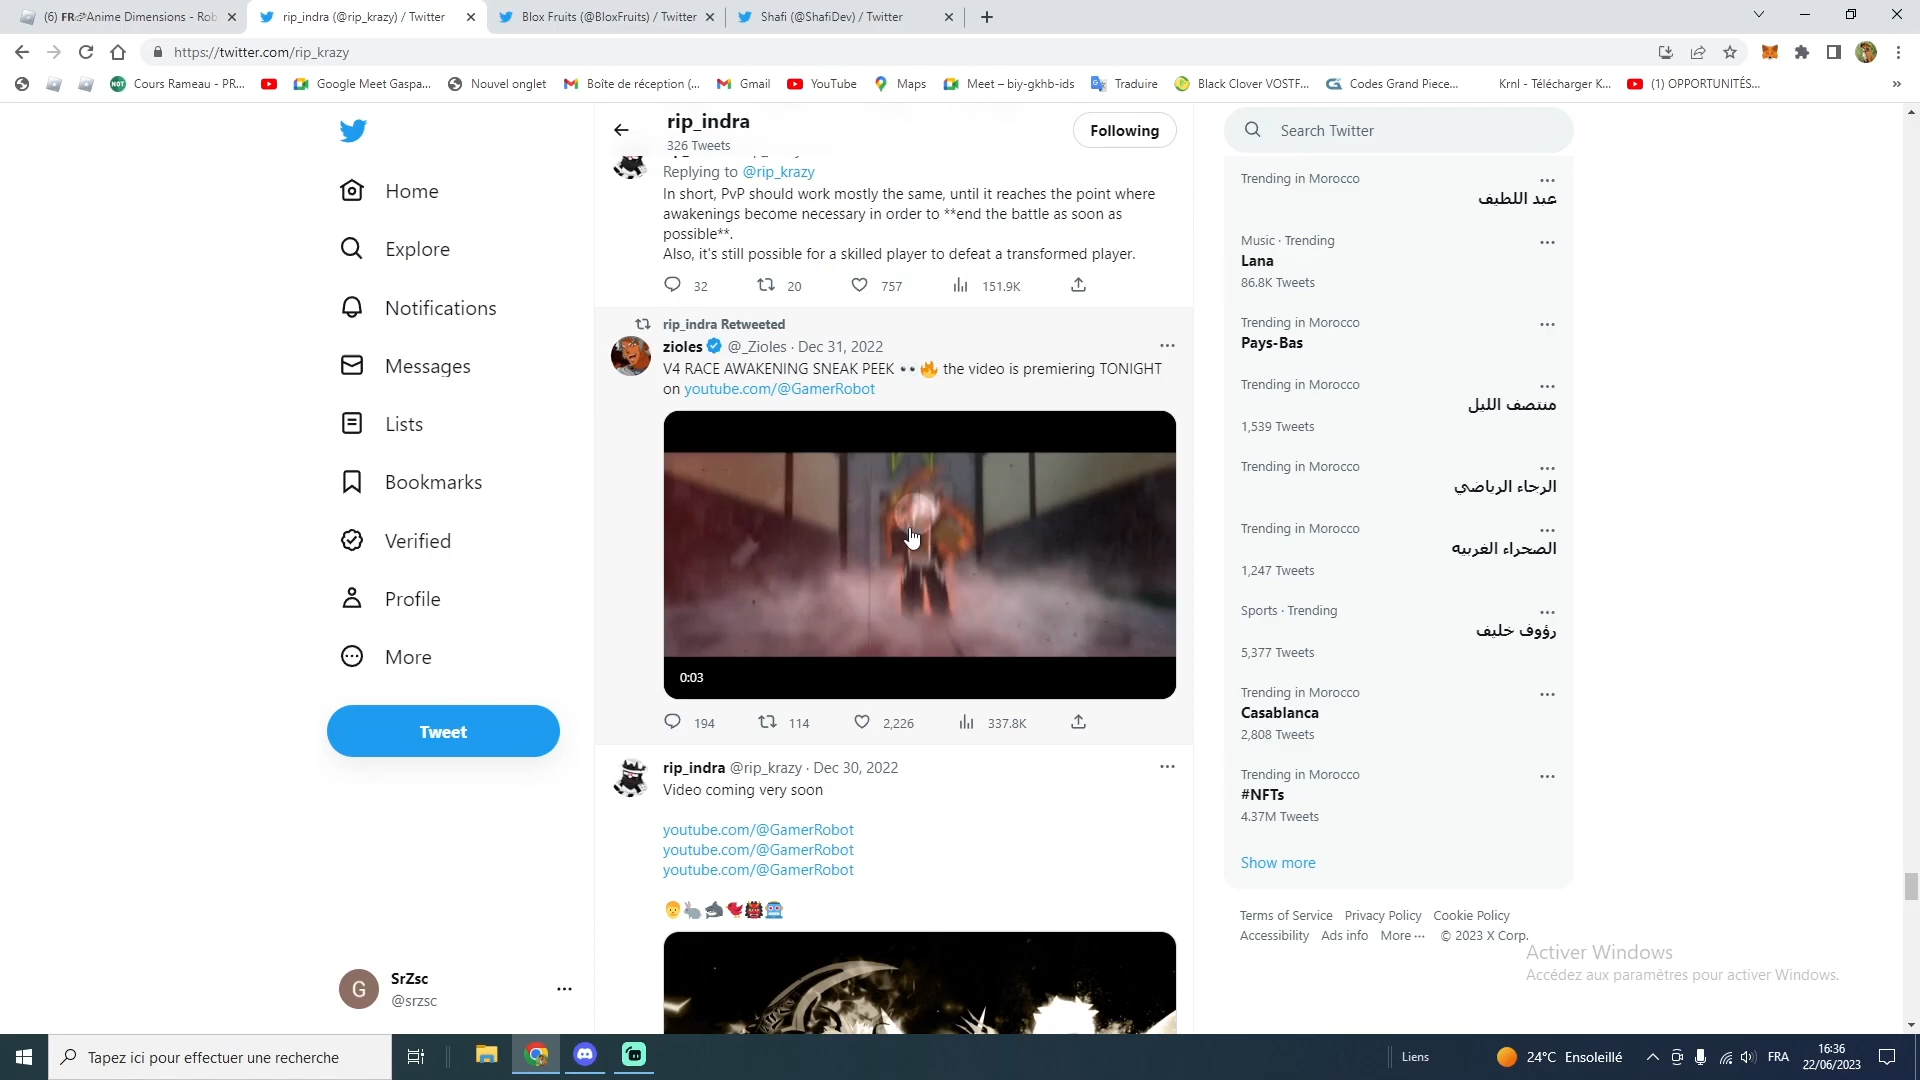 (6) FR Anime Dimensions - Rob
rip_indra (@rip_krazy) / Twitter
Blox Fruits (@BloxFruits) / Twitter
Shafi (@ShafiDev) / Twitter
https://twitter.com/rip_krazy
Cours Rameau - PR...
Google Meet Gaspa...
Nouvel onglet
Boîte de réception (...
Gmail
YouTube
Maps
Meet – biy-gkhb-ids
Traduire
Black Clover VOSTF...
Codes Grand Piece...
Krnl - Télécharger K...
(1) OPPORTUNITÉS...
Home
Explore
Notifications
Messages
Lists
Bookmarks
Verified
Profile
More
Tweet
SrZsc
@srzsc
rip_indra
326 Tweets
Following
Replying to @rip_krazy
In short, PvP should work mostly the same, until it reaches the point where
awakenings become necessary in order to **end the battle as soon as
possible**.
Also, it's still possible for a skilled player to defeat a transformed player.
32 20 757 151.9K
rip_indra Retweeted
zioles @_Zioles · Dec 31, 2022
V4 RACE AWAKENING SNEAK PEEK 👀🔥 the video is premiering TONIGHT
on youtube.com/@GamerRobot
0:03
194 114 2,226 337.8K
rip_indra @rip_krazy · Dec 30, 2022
Video coming very soon
youtube.com/@GamerRobot
youtube.com/@GamerRobot
youtube.com/@GamerRobot
Search Twitter
Trending in Morocco
عبد اللطيف
Music · Trending
Lana
86.8K Tweets
Trending in Morocco
Pays-Bas
Trending in Morocco
منتصف الليل
1,539 Tweets
Trending in Morocco
الرجاء الرياضي
Trending in Morocco
الصحراء الغربيه
1,247 Tweets
Sports · Trending
رؤوف خليف
5,377 Tweets
Trending in Morocco
Casablanca
2,808 Tweets
Trending in Morocco
#NFTs
4.37M Tweets
Show more
Terms of Service Privacy Policy Cookie Policy
Accessibility Ads info More ··· © 2023 X Corp.
Activer Windows
Accédez aux paramètres pour activer Windows.
Tapez ici pour effectuer une recherche
Liens
24°C Ensoleillé
FRA
16:36
22/06/2023